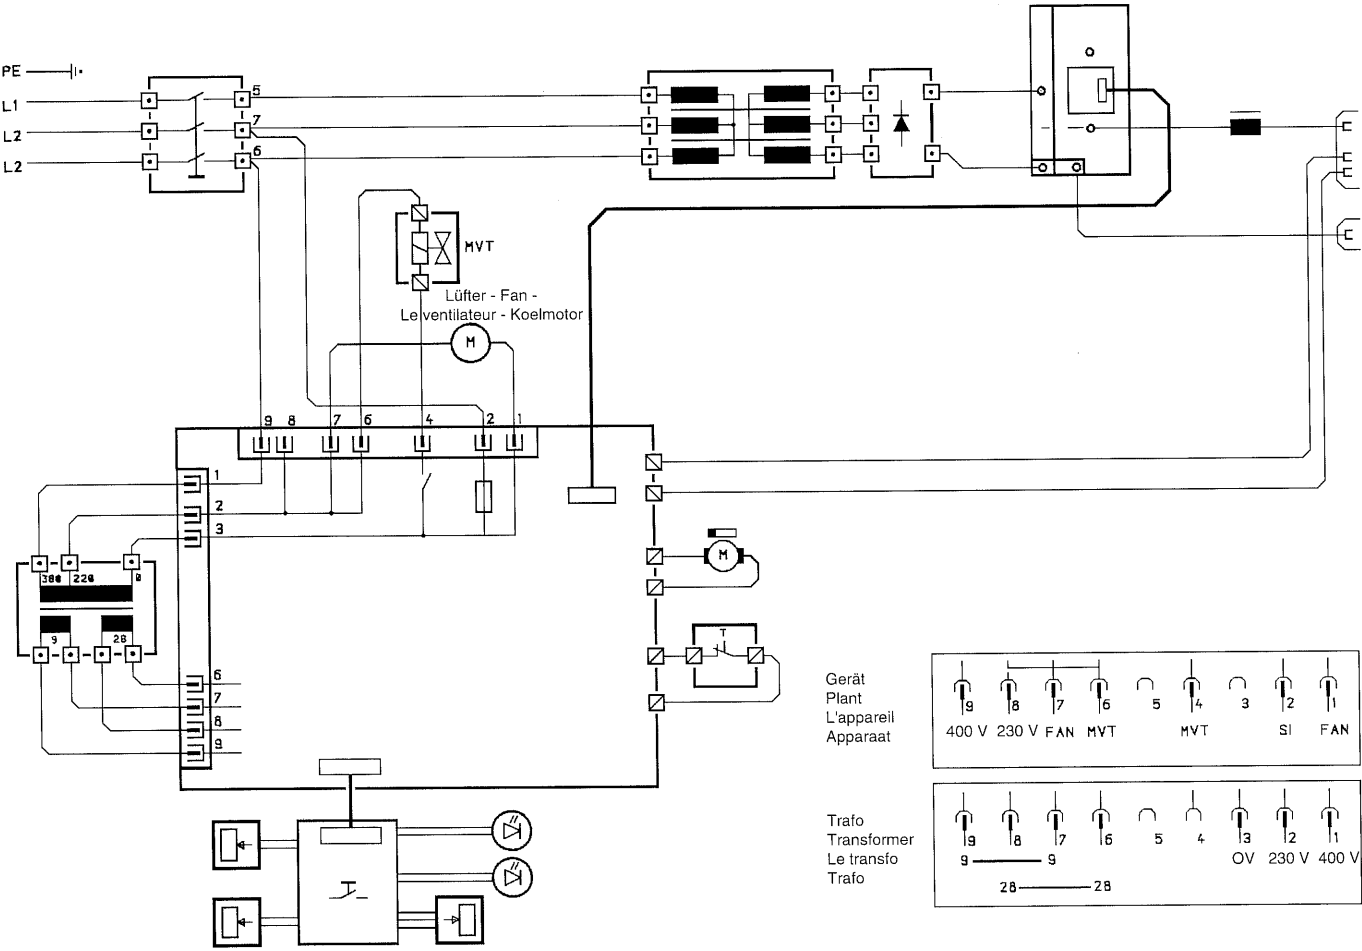 PE
L1
L2
L2
5
7
6
MVT
Lüfter - Fan -
Le ventilateur - Koelmotor
M
9 8 7 6 4 2 1
1
2
3
380 220 0
9 28
6
7
8
9
M
T
Gerät
Plant
L'appareil
Apparaat
9 8 7 6 5 4 3 2 1
400 V 230 V FAN MVT MVT SI FAN
Trafo
Transformer
Le transfo
Trafo
9 8 7 6 5 4 3 2 1
9 9 OV 230 V 400 V
28 28